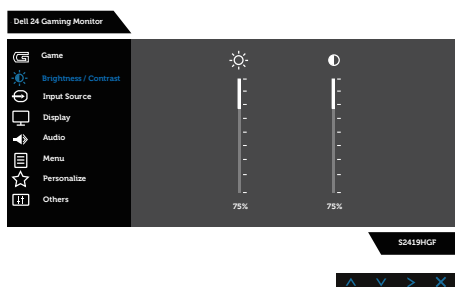 Dell 24 Gaming Monitor
Game
Brightness / Contrast
Input Source
Display
Audio
Menu
Personalize
Others
75%
75%
S2419HGF